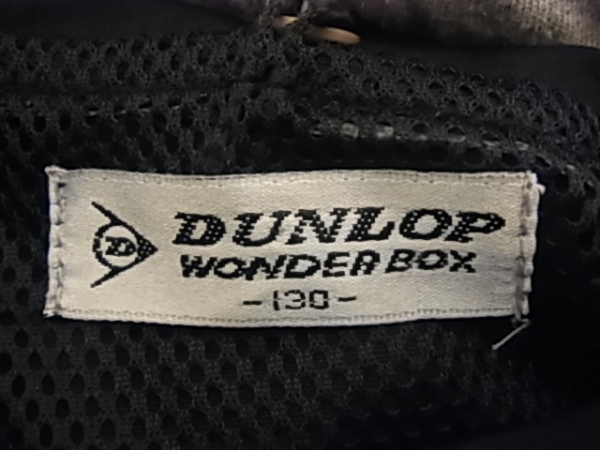 D DUNLOP
WONDER BOX
-130-